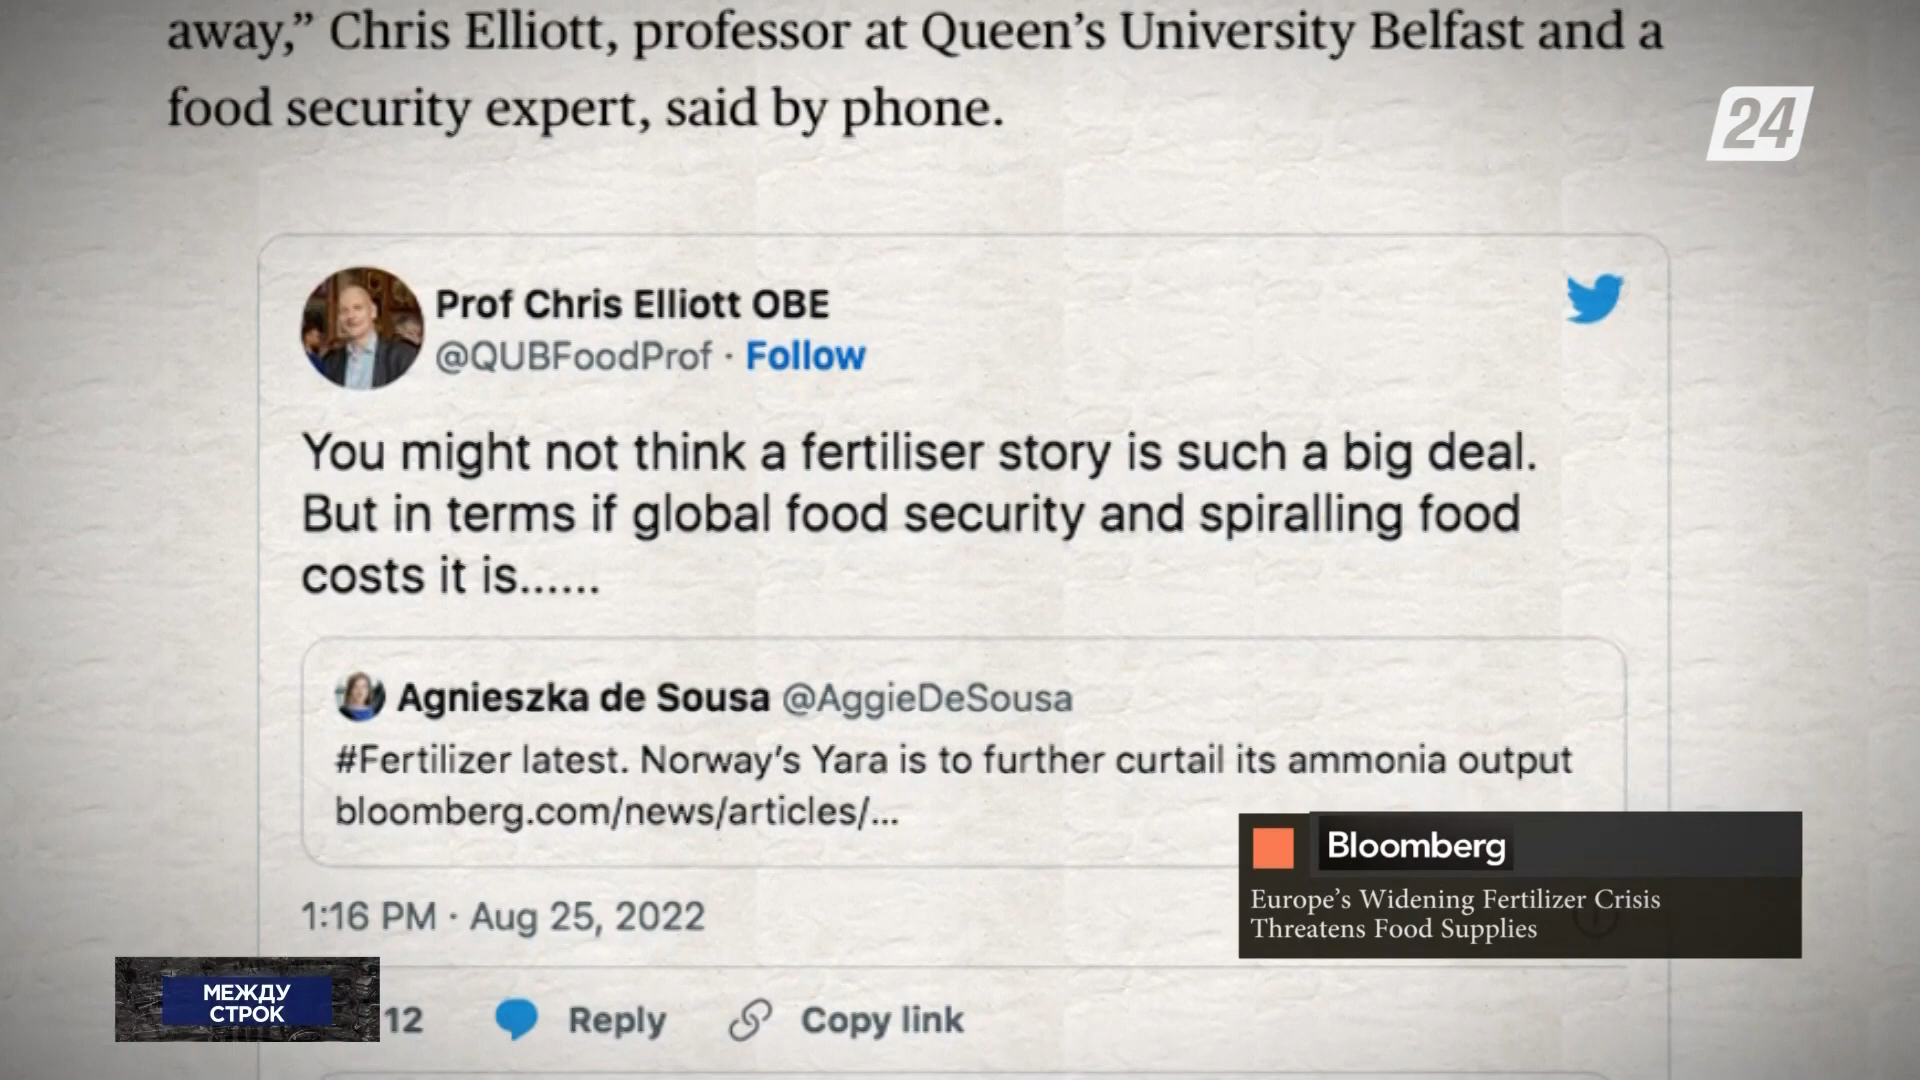 away,” Chris Elliott, professor at Queen’s University Belfast and a
food security expert, said by phone.
24
Prof Chris Elliott OBE
@QUBFoodProf · Follow
You might not think a fertiliser story is such a big deal.
But in terms if global food security and spiralling food
costs it is......
Agnieszka de Sousa @AggieDeSousa
#Fertilizer latest. Norway’s Yara is to further curtail its ammonia output
bloomberg.com/news/articles/...
1:16 PM · Aug 25, 2022
Bloomberg
Europe’s Widening Fertilizer Crisis
Threatens Food Supplies
МЕЖДУ
СТРОК
12
Reply
Copy link